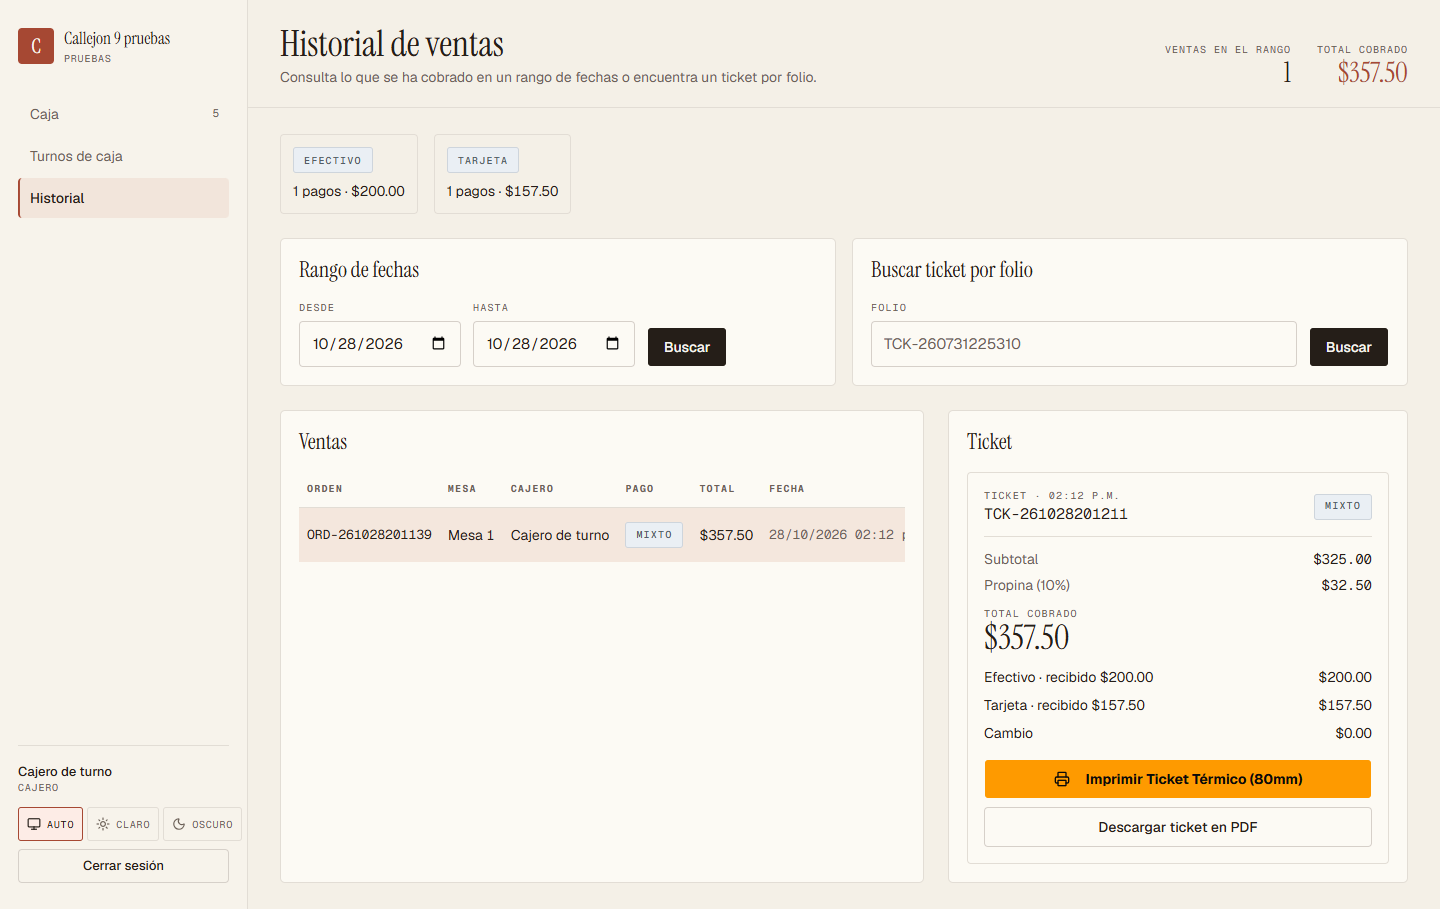 C
Callejon 9 pruebas
PRUEBAS
Caja 5
Turnos de caja
Historial
Cajero de turno
CAJERO
AUTO CLARO OSCURO
Cerrar sesión
Historial de ventas
Consulta lo que se ha cobrado en un rango de fechas o encuentra un ticket por folio.
VENTAS EN EL RANGO
1
TOTAL COBRADO
$357.50
EFECTIVO
1 pagos · $200.00
TARJETA
1 pagos · $157.50
Rango de fechas
DESDE HASTA
10/28/2026 10/28/2026 Buscar
Buscar ticket por folio
FOLIO
TCK-260731225310 Buscar
Ventas
ORDEN MESA CAJERO PAGO TOTAL FECHA
ORD-261028201139 Mesa 1 Cajero de turno MIXTO $357.50 28/10/2026 02:12
Ticket
TICKET · 02:12 P.M.
TCK-261028201211
MIXTO
Subtotal $325.00
Propina (10%) $32.50
TOTAL COBRADO
$357.50
Efectivo · recibido $200.00 $200.00
Tarjeta · recibido $157.50 $157.50
Cambio $0.00
Imprimir Ticket Térmico (80mm)
Descargar ticket en PDF